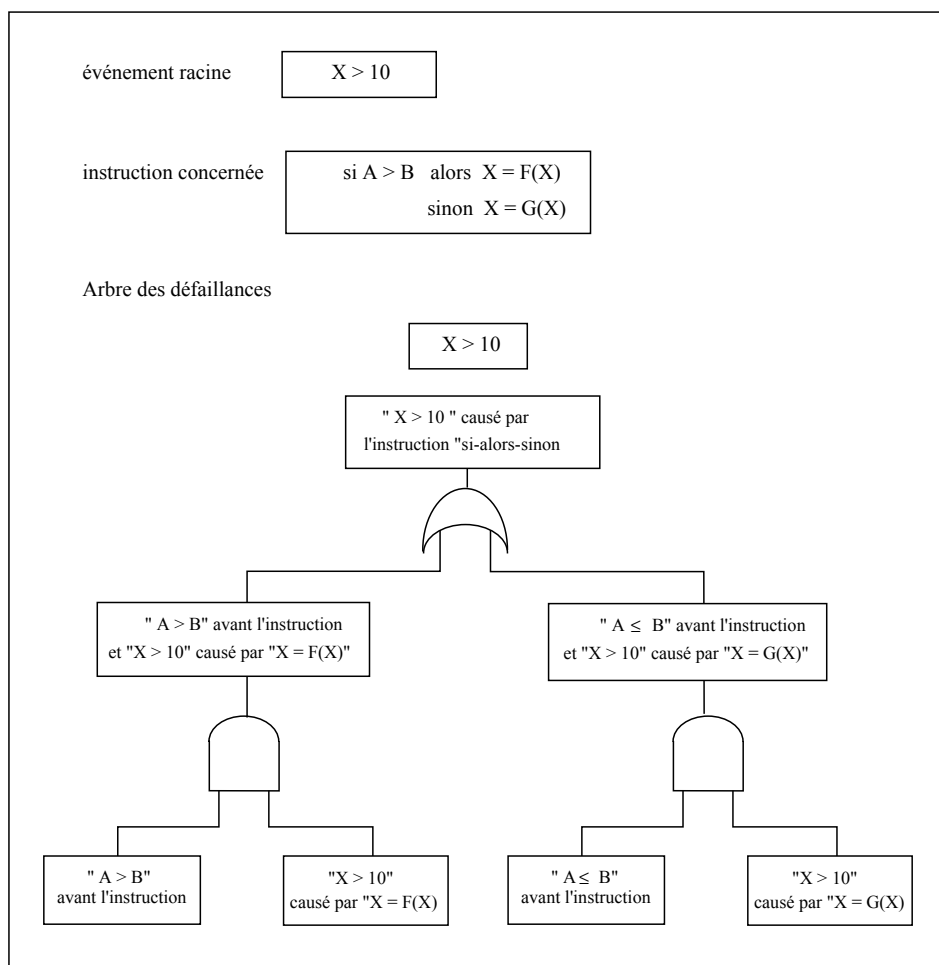 événement racine
X > 10
instruction concernée
si A > B alors X = F(X)
sinon X = G(X)
Arbre des défaillances
X > 10
" X > 10 " causé par
l'instruction "si-alors-sinon
" A > B" avant l'instruction
et "X > 10" causé par "X = F(X)"
" A ≤ B" avant l'instruction
et "X > 10" causé par "X = G(X)"
" A > B"
avant l'instruction
"X > 10"
causé par "X = F(X)
" A ≤ B"
avant l'instruction
"X > 10"
causé par "X = G(X)